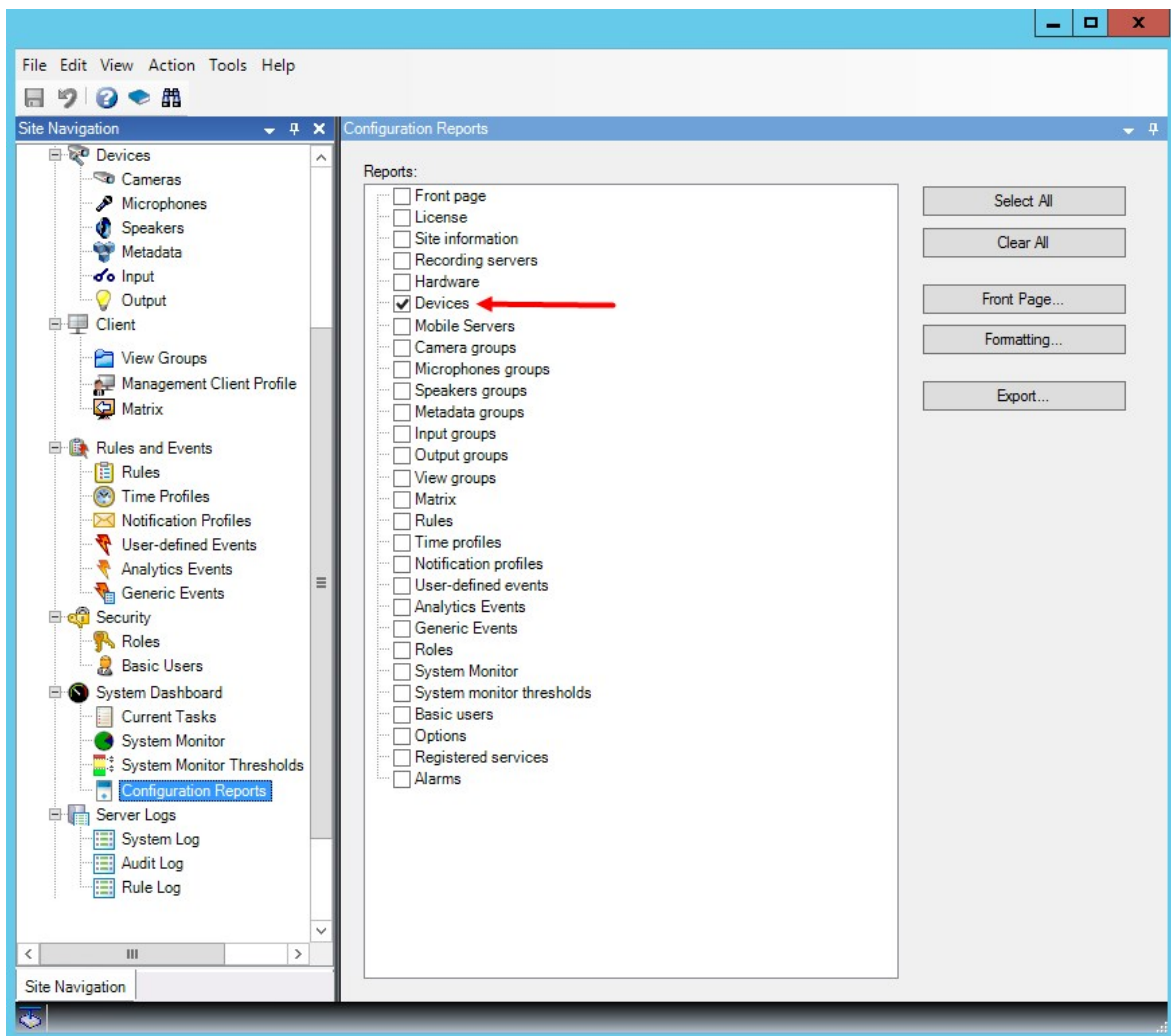 File Edit View Action Tools Help
Site Navigation
Configuration Reports
Devices
Cameras
Microphones
Speakers
Metadata
Input
Output
Client
View Groups
Management Client Profile
Matrix
Rules and Events
Rules
Time Profiles
Notification Profiles
User-defined Events
Analytics Events
Generic Events
Security
Roles
Basic Users
System Dashboard
Current Tasks
System Monitor
System Monitor Thresholds
Configuration Reports
Server Logs
System Log
Audit Log
Rule Log
Site Navigation
Reports:
Front page
License
Site information
Recording servers
Hardware
Devices
Mobile Servers
Camera groups
Microphones groups
Speakers groups
Metadata groups
Input groups
Output groups
View groups
Matrix
Rules
Time profiles
Notification profiles
User-defined events
Analytics Events
Generic Events
Roles
System Monitor
System monitor thresholds
Basic users
Options
Registered services
Alarms
Select All
Clear All
Front Page...
Formatting...
Export...